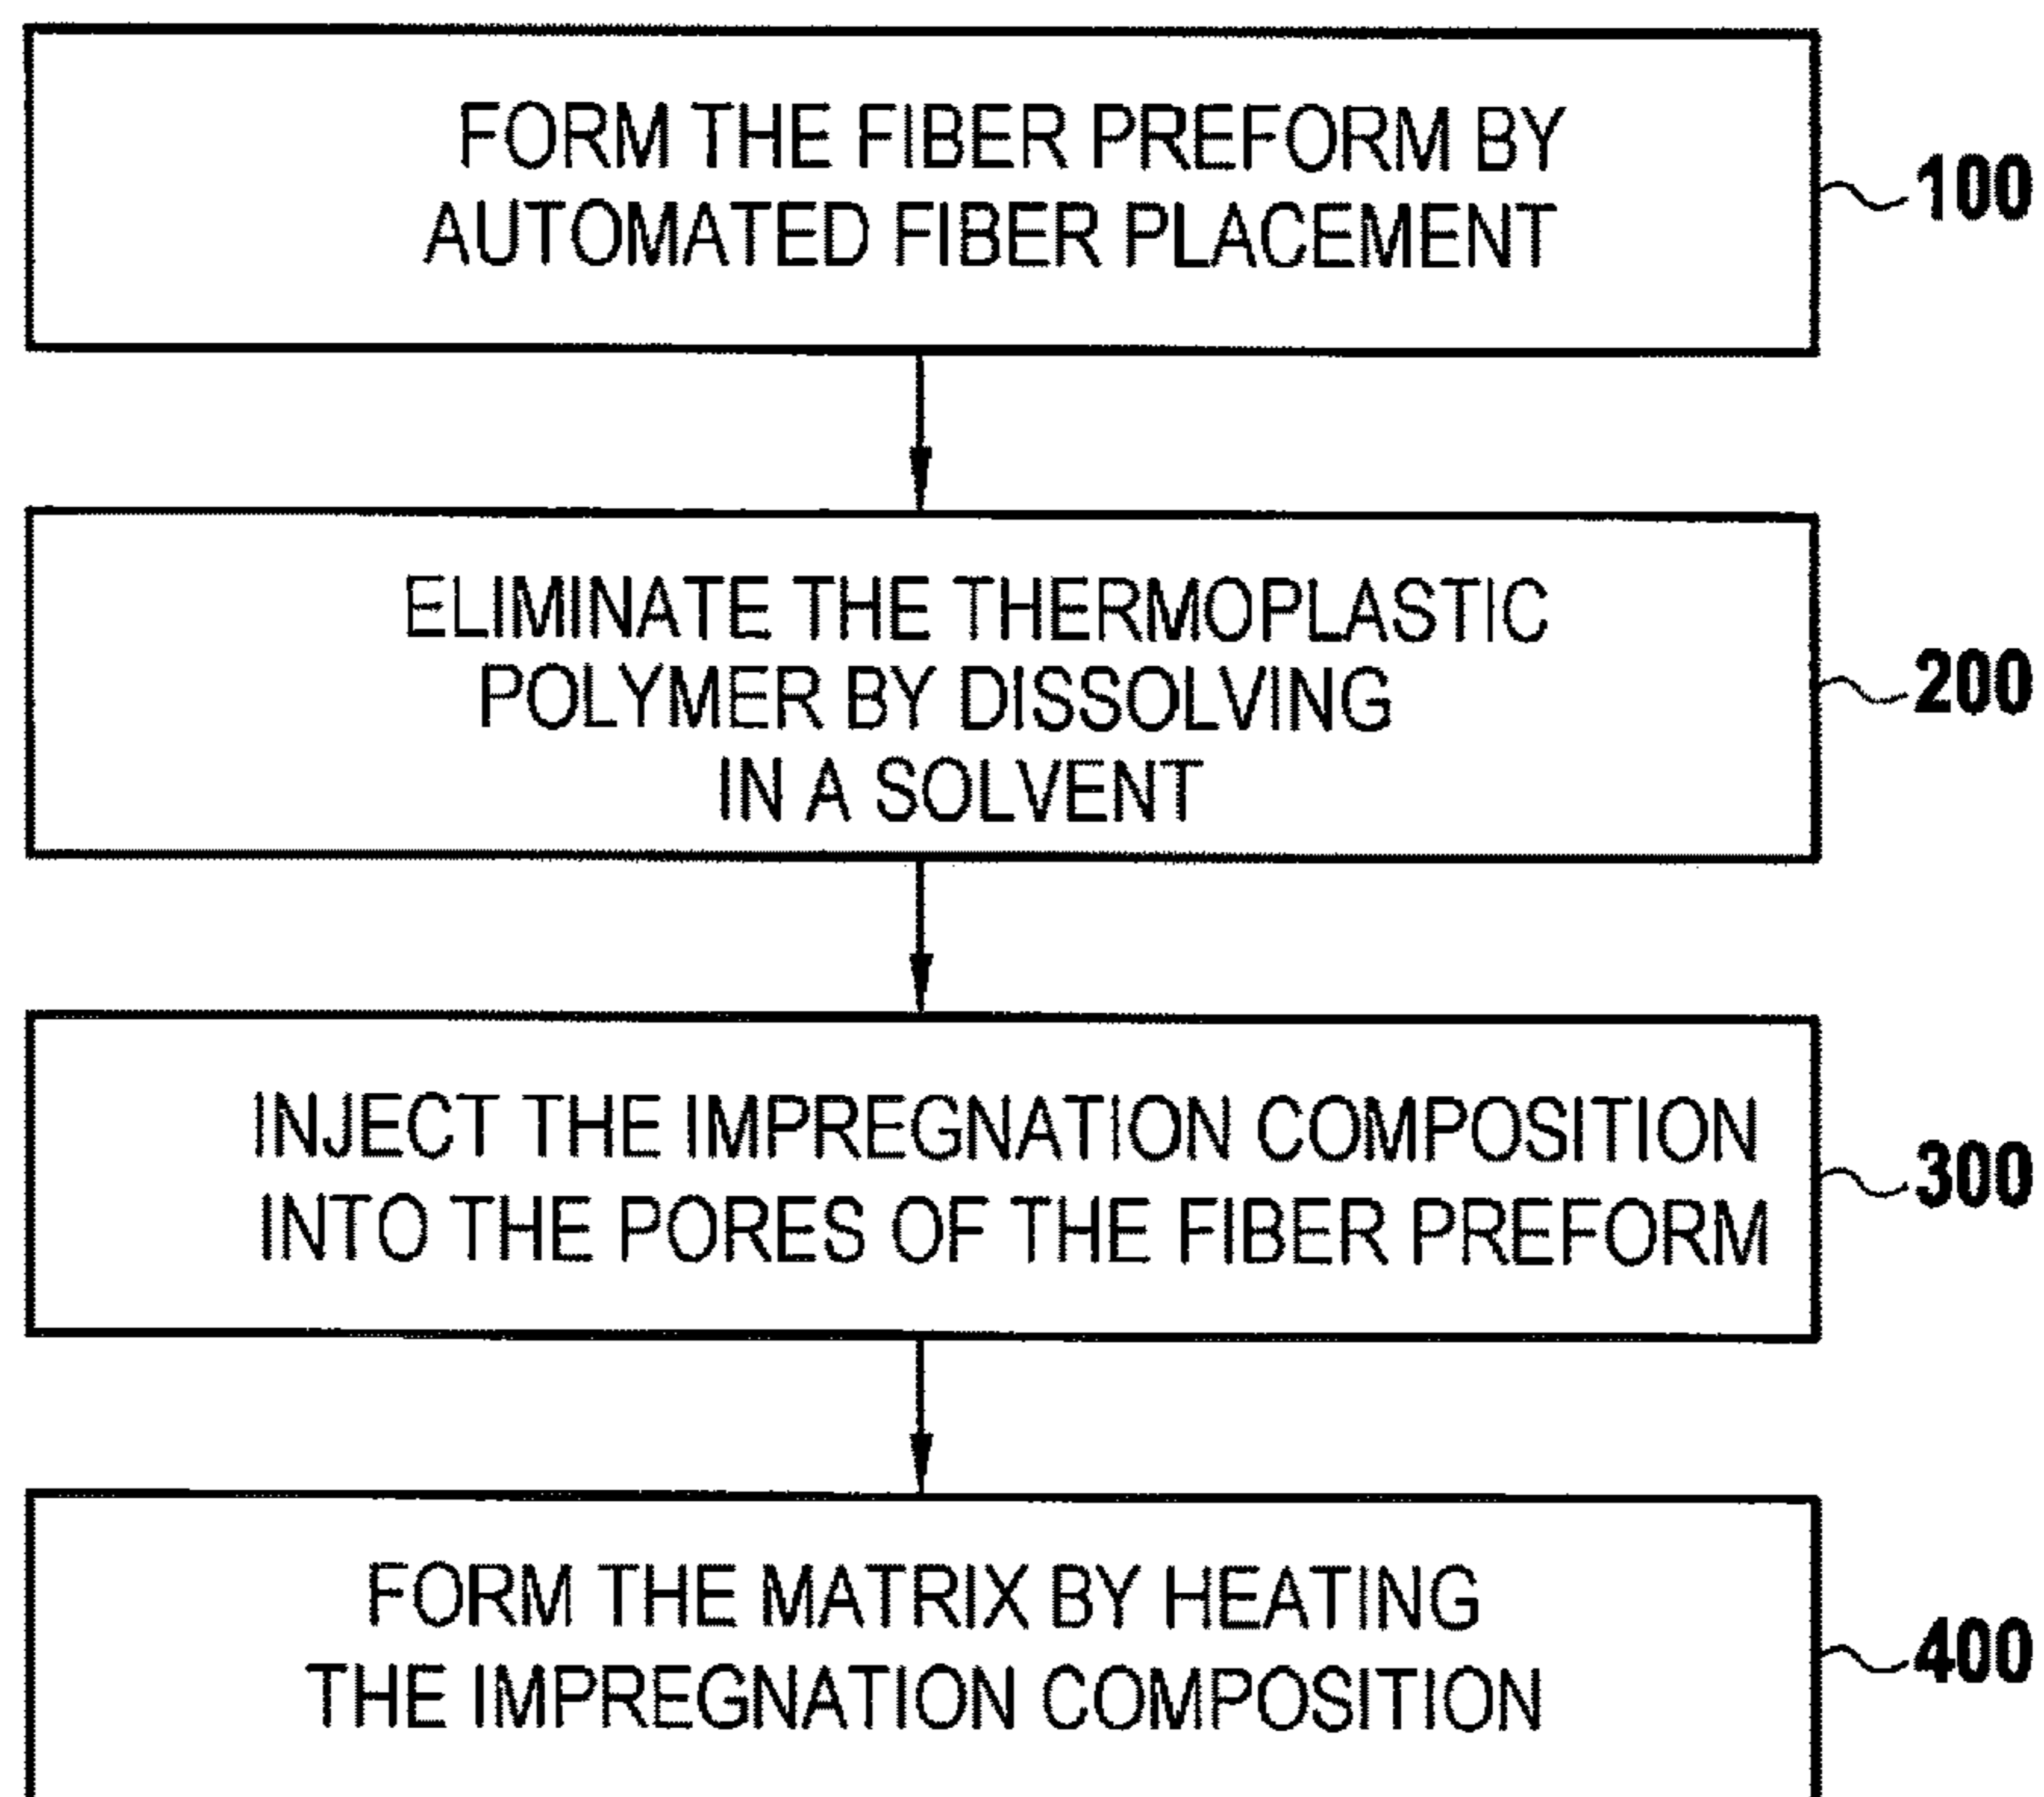 FORM THE FIBER PREFORM BY
AUTOMATED FIBER PLACEMENT
100
ELIMINATE THE THERMOPLASTIC
POLYMER BY DISSOLVING
IN A SOLVENT
200
INJECT THE IMPREGNATION COMPOSITION
INTO THE PORES OF THE FIBER PREFORM
300
FORM THE MATRIX BY HEATING
THE IMPREGNATION COMPOSITION
400